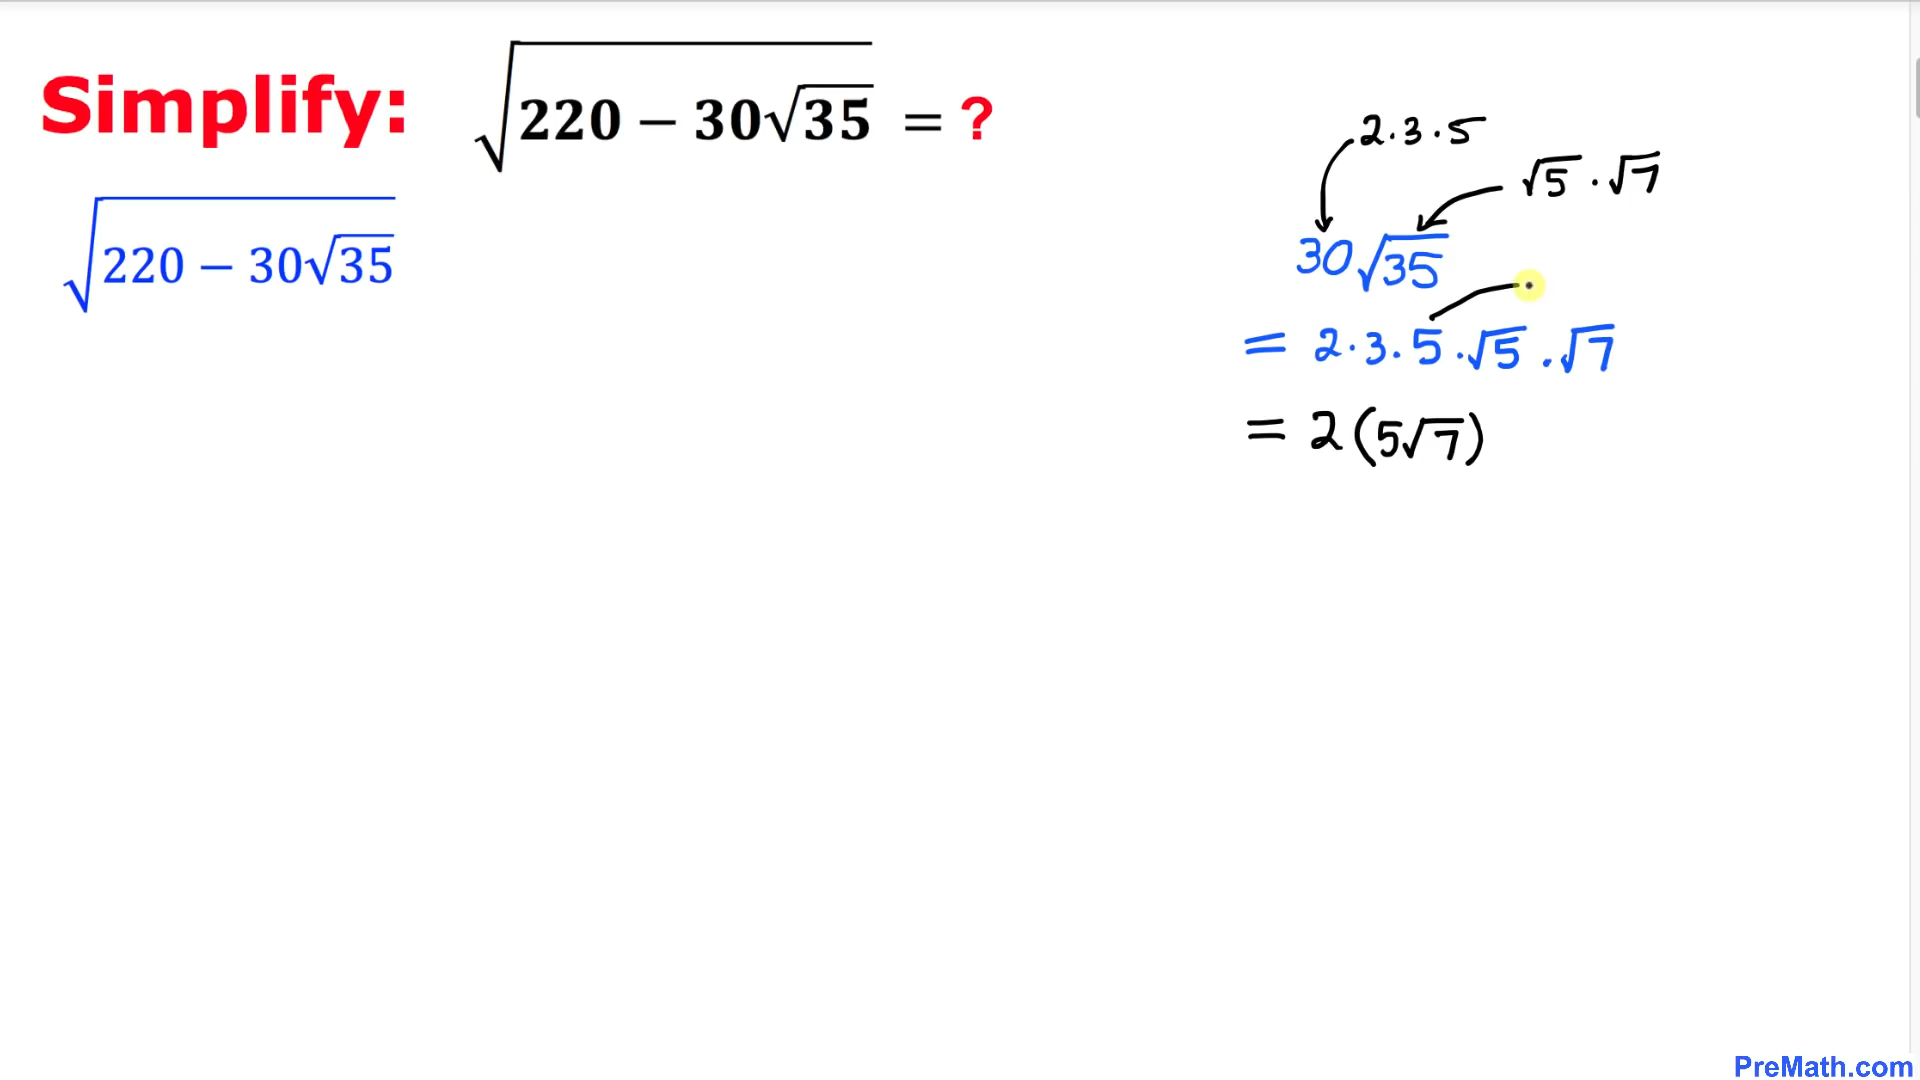 Simplify: √(220 − 30√35) = ?
√(220 − 30√35)
2·3·5
√5 · √7
30√35
= 2·3·5·√5·√7
= 2(5√7)
PreMath.com